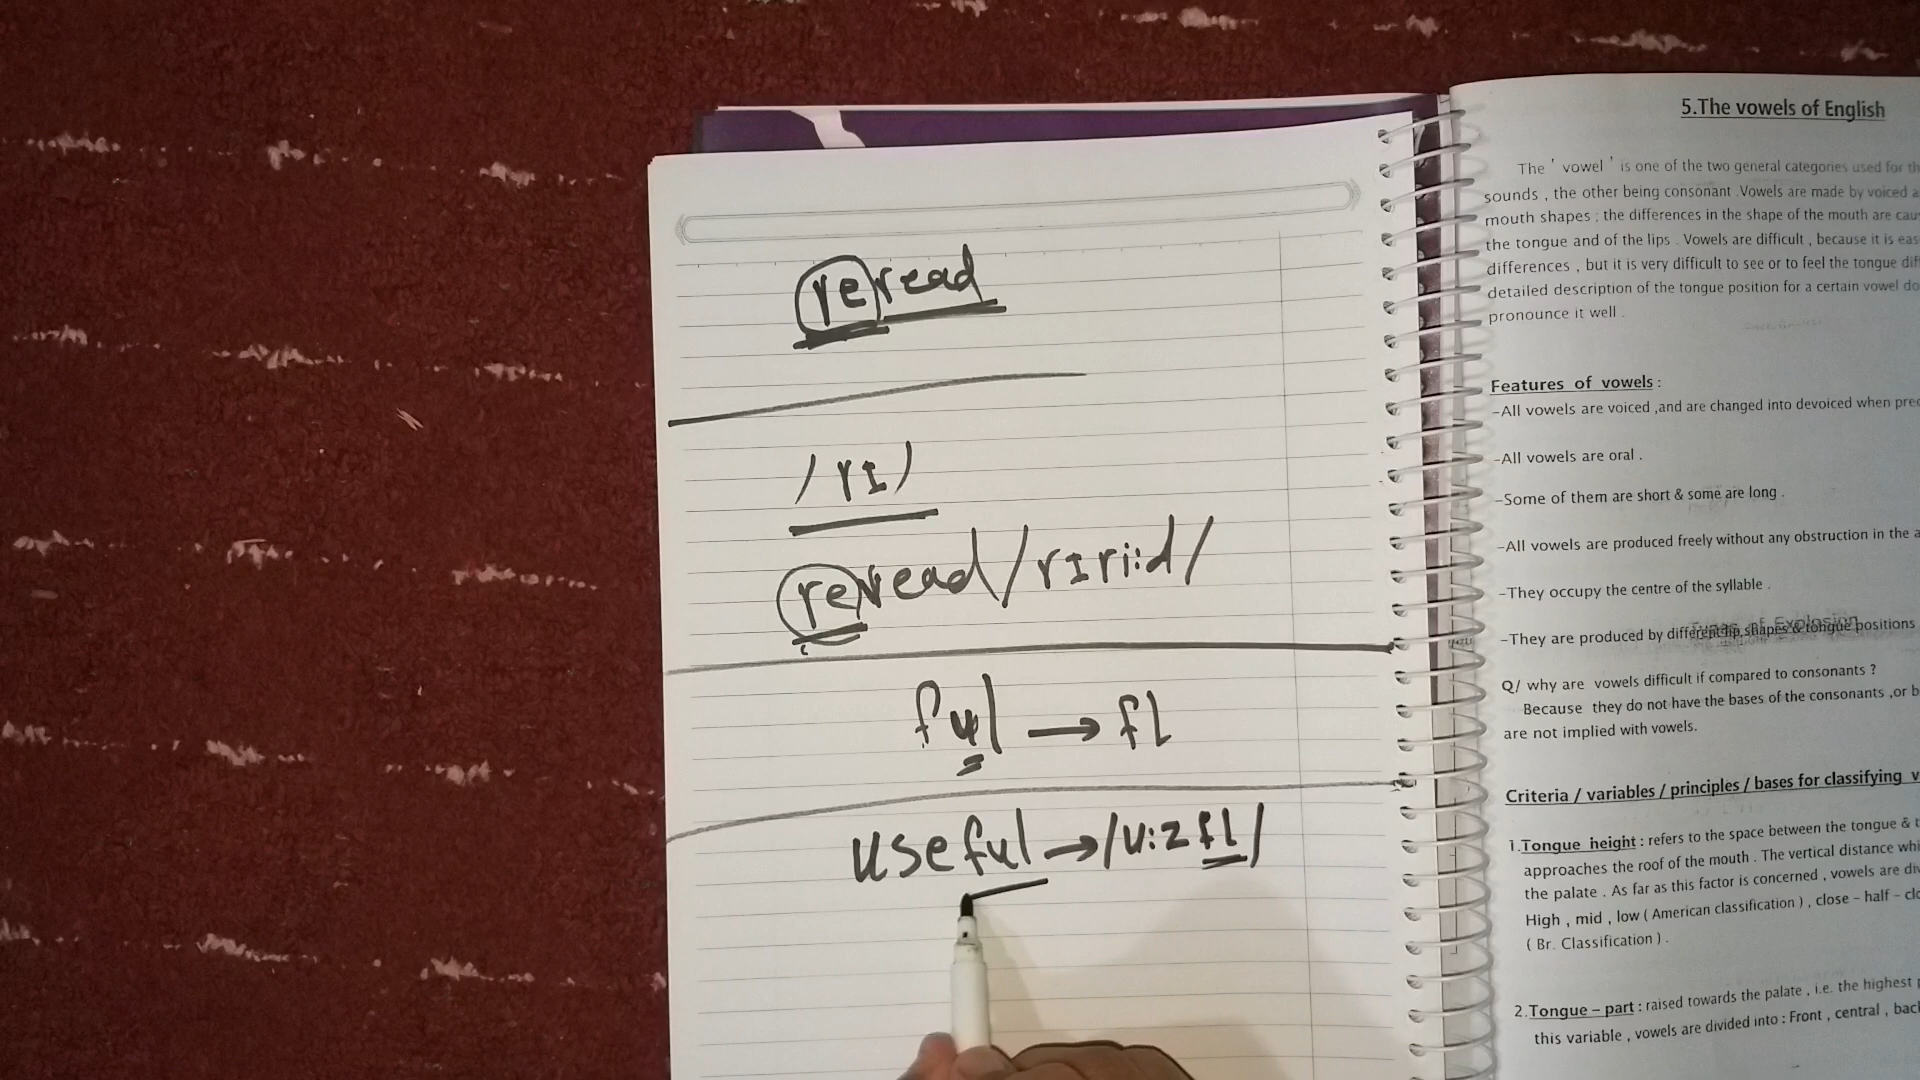 reread
/rɪ/
reread /rɪri:d/
ful → fl
useful → /u:z fl/
5.The vowels of English
The ' vowel ' is one of the two general categories used for th
sounds , the other being consonant .Vowels are made by voiced a
mouth shapes ; the differences in the shape of the mouth are cau
the tongue and of the lips . Vowels are difficult , because it is eas
differences , but it is very difficult to see or to feel the tongue dif
detailed description of the tongue position for a certain vowel do
pronounce it well .
Features of vowels :
-All vowels are voiced ,and are changed into devoiced when prec
-All vowels are oral .
-Some of them are short & some are long .
-All vowels are produced freely without any obstruction in the a
-They occupy the centre of the syllable .
-They are produced by different lip shapes & tongue positions
Q/ why are vowels difficult if compared to consonants ?
Because they do not have the bases of the consonants ,or b
are not implied with vowels.
Criteria / variables / principles / bases for classifying v
1.Tongue height : refers to the space between the tongue & t
approaches the roof of the mouth . The vertical distance whi
the palate . As far as this factor is concerned , vowels are div
High , mid , low ( American classification ) , close – half – clo
( Br. Classification ) .
2.Tongue – part : raised towards the palate , i.e. the highest p
this variable , vowels are divided into : Front , central , bac